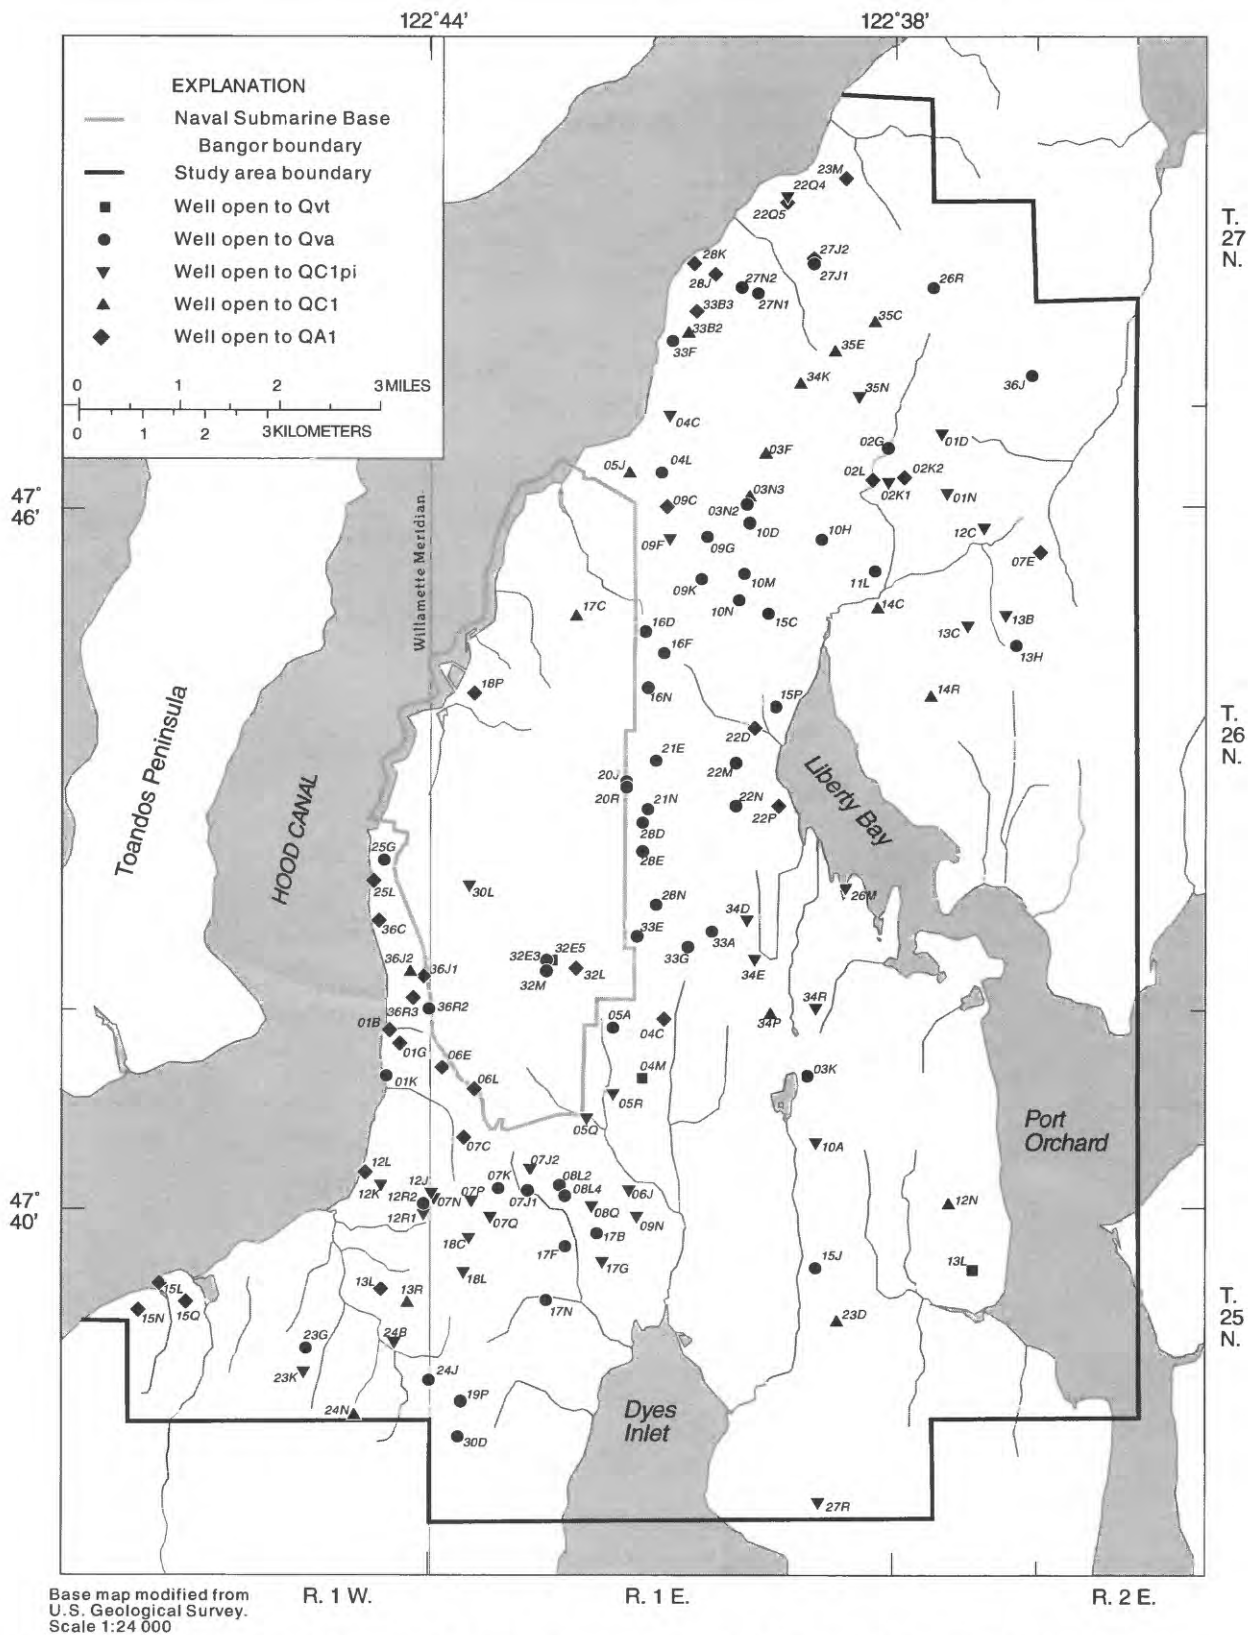 122°44'
122°38'
EXPLANATION
Naval Submarine Base
Bangor boundary
Study area boundary
Well open to Qvt
Well open to Qva
Well open to QC1pi
Well open to QC1
Well open to QA1
0 1 2 3 MILES
0 1 2 3 KILOMETERS
T.
27
N.
23M
22Q4
22Q5
27J2
27J1
28K
28J
27N2
27N1
26R
33B3
33B2
33F
35C
35E
34K
35N
36J
04C
01D
02G
03F
05J
04L
02L
02K2
02K1
01N
47°
46'
09C
03N3
03N2
10D
10H
12C
09F
09G
07E
Willamette Meridian
09K
10M
11L
10N
15C
14C
17C
13B
13C
13H
16D
16F
18P
16N
14R
15P
22D
T.
26
N.
21E
22M
20J
20R
21N
22N
22P
28D
28E
Toandos Peninsula
HOOD CANAL
Liberty Bay
25G
25L
30L
26M
28N
36C
34D
33E
33A
33G
34E
32E3
32E5
32M
32L
36J2
36J1
36R3
36R2
34R
34P
01B
05A
04C
01G
06E
04M
03K
01K
06L
05R
05Q
Port
Orchard
07C
10A
12L
07J2
12K
12J
07K
08L2
08L4
06J
47°
40'
12R2
07N
07P
07J1
08Q
12N
12R1
07Q
09N
18C
17B
17F
17G
15J
13L
15L
13L
18L
15N
15Q
13R
17N
23D
T.
25
N.
23G
24B
23K
24J
19P
24N
30D
Dyes
Inlet
27R
Base map modified from
U.S. Geological Survey.
Scale 1:24 000
R. 1 W.
R. 1 E.
R. 2 E.